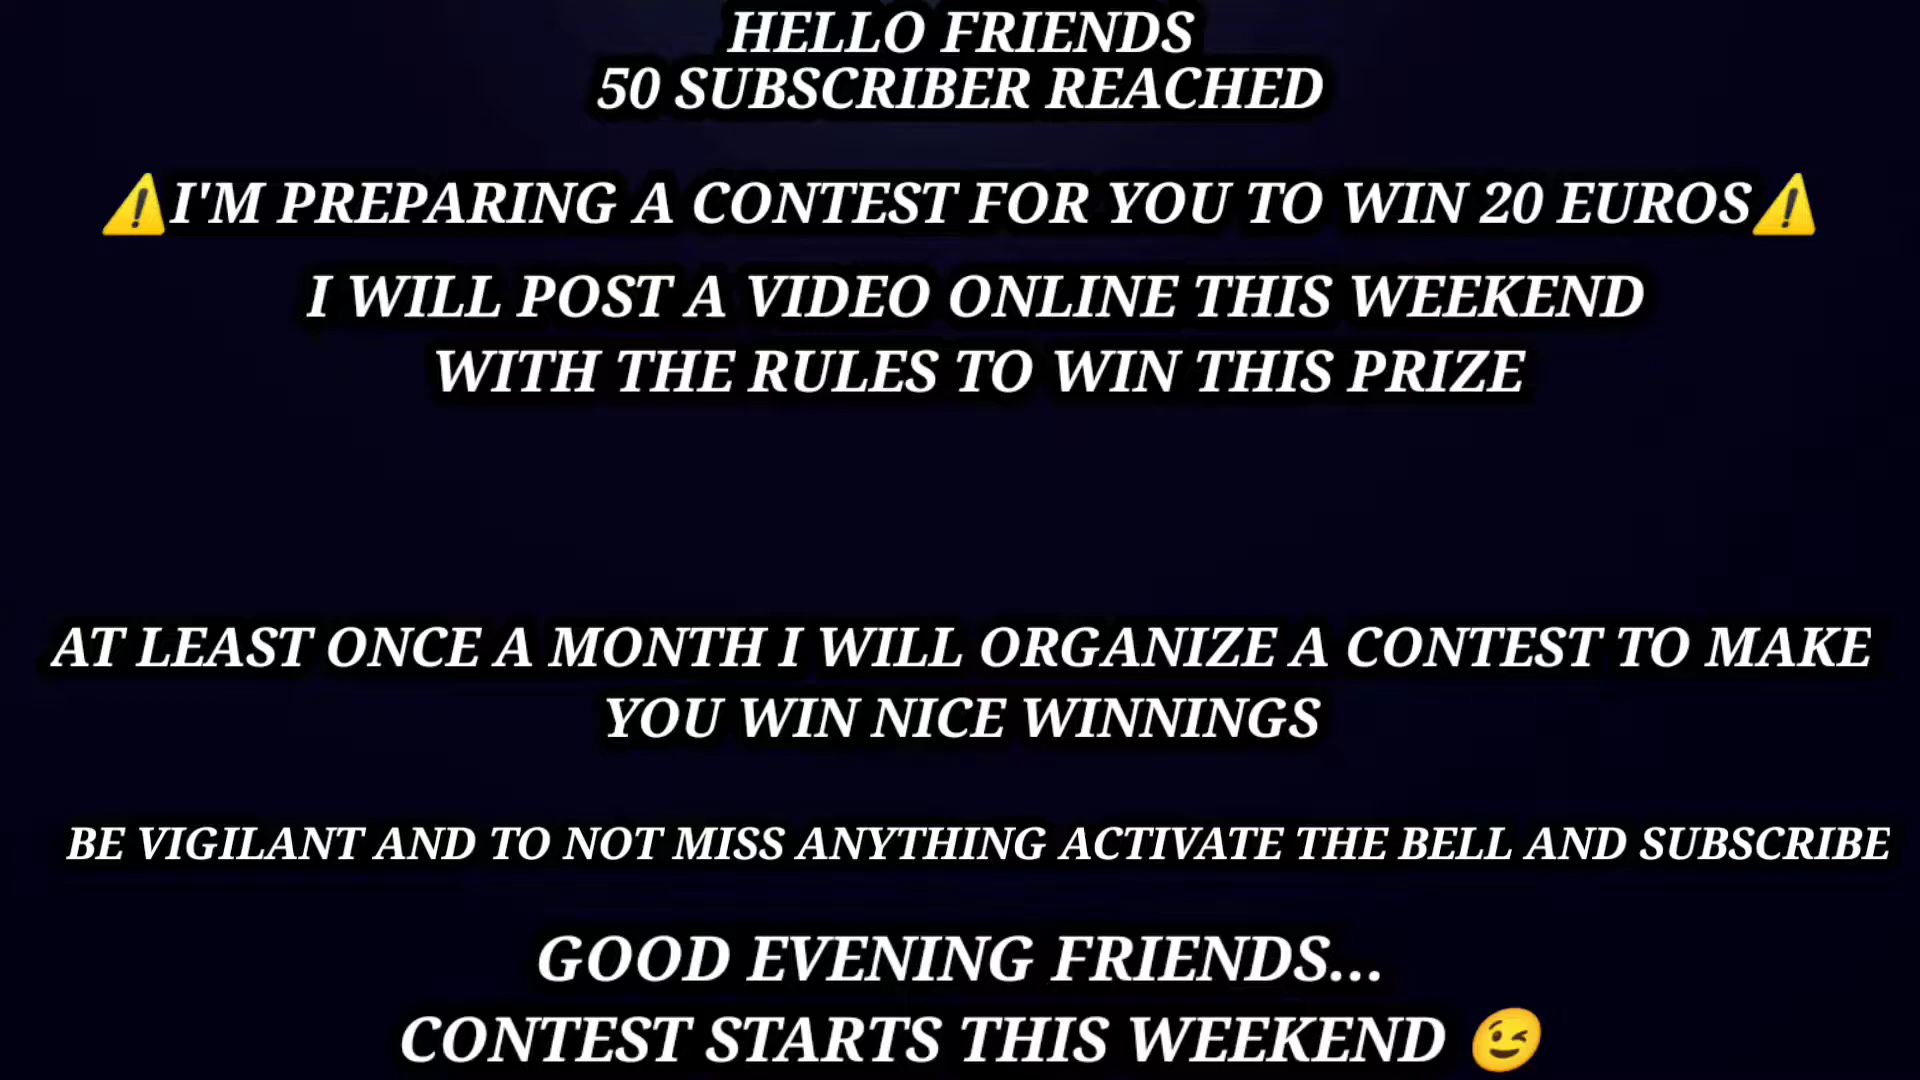 HELLO FRIENDS
50 SUBSCRIBER REACHED
⚠️I'M PREPARING A CONTEST FOR YOU TO WIN 20 EUROS⚠️
I WILL POST A VIDEO ONLINE THIS WEEKEND
WITH THE RULES TO WIN THIS PRIZE
AT LEAST ONCE A MONTH I WILL ORGANIZE A CONTEST TO MAKE
YOU WIN NICE WINNINGS
BE VIGILANT AND TO NOT MISS ANYTHING ACTIVATE THE BELL AND SUBSCRIBE
GOOD EVENING FRIENDS...
CONTEST STARTS THIS WEEKEND 😉